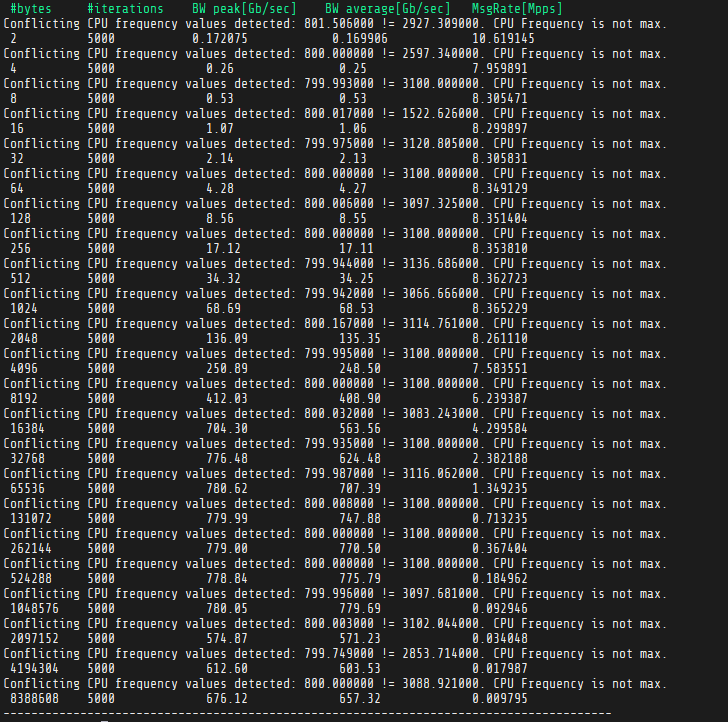 #bytes #iterations BW peak[Gb/sec] BW average[Gb/sec] MsgRate[Mpps]
Conflicting CPU frequency values detected: 801.506000 != 2927.309000. CPU Frequency is not max.
2 5000 0.172075 0.169906 10.619145
Conflicting CPU frequency values detected: 800.000000 != 2597.340000. CPU Frequency is not max.
4 5000 0.26 0.25 7.959891
Conflicting CPU frequency values detected: 799.993000 != 3100.000000. CPU Frequency is not max.
8 5000 0.53 0.53 8.305471
Conflicting CPU frequency values detected: 800.017000 != 1522.626000. CPU Frequency is not max.
16 5000 1.07 1.06 8.299897
Conflicting CPU frequency values detected: 799.975000 != 3120.805000. CPU Frequency is not max.
32 5000 2.14 2.13 8.305831
Conflicting CPU frequency values detected: 800.000000 != 3100.000000. CPU Frequency is not max.
64 5000 4.28 4.27 8.349129
Conflicting CPU frequency values detected: 800.006000 != 3097.325000. CPU Frequency is not max.
128 5000 8.56 8.55 8.351404
Conflicting CPU frequency values detected: 800.000000 != 3100.000000. CPU Frequency is not max.
256 5000 17.12 17.11 8.353810
Conflicting CPU frequency values detected: 799.944000 != 3136.686000. CPU Frequency is not max.
512 5000 34.32 34.25 8.362723
Conflicting CPU frequency values detected: 799.942000 != 3066.666000. CPU Frequency is not max.
1024 5000 68.69 68.53 8.365229
Conflicting CPU frequency values detected: 800.167000 != 3114.761000. CPU Frequency is not max.
2048 5000 136.09 135.35 8.261110
Conflicting CPU frequency values detected: 799.995000 != 3100.000000. CPU Frequency is not max.
4096 5000 250.89 248.50 7.583551
Conflicting CPU frequency values detected: 800.000000 != 3100.000000. CPU Frequency is not max.
8192 5000 412.03 408.90 6.239387
Conflicting CPU frequency values detected: 800.032000 != 3083.243000. CPU Frequency is not max.
16384 5000 704.30 563.56 4.299584
Conflicting CPU frequency values detected: 799.935000 != 3100.000000. CPU Frequency is not max.
32768 5000 776.48 624.48 2.382188
Conflicting CPU frequency values detected: 799.987000 != 3116.062000. CPU Frequency is not max.
65536 5000 780.62 707.39 1.349235
Conflicting CPU frequency values detected: 800.008000 != 3100.000000. CPU Frequency is not max.
131072 5000 779.99 747.88 0.713235
Conflicting CPU frequency values detected: 800.000000 != 3100.000000. CPU Frequency is not max.
262144 5000 779.00 770.50 0.367404
Conflicting CPU frequency values detected: 800.000000 != 3100.000000. CPU Frequency is not max.
524288 5000 778.84 775.79 0.184962
Conflicting CPU frequency values detected: 799.996000 != 3097.681000. CPU Frequency is not max.
1048576 5000 780.05 779.69 0.092946
Conflicting CPU frequency values detected: 800.003000 != 3102.044000. CPU Frequency is not max.
2097152 5000 574.87 571.23 0.034048
Conflicting CPU frequency values detected: 799.749000 != 2853.714000. CPU Frequency is not max.
4194304 5000 612.60 603.53 0.017987
Conflicting CPU frequency values detected: 800.000000 != 3088.921000. CPU Frequency is not max.
8388608 5000 676.12 657.32 0.009795